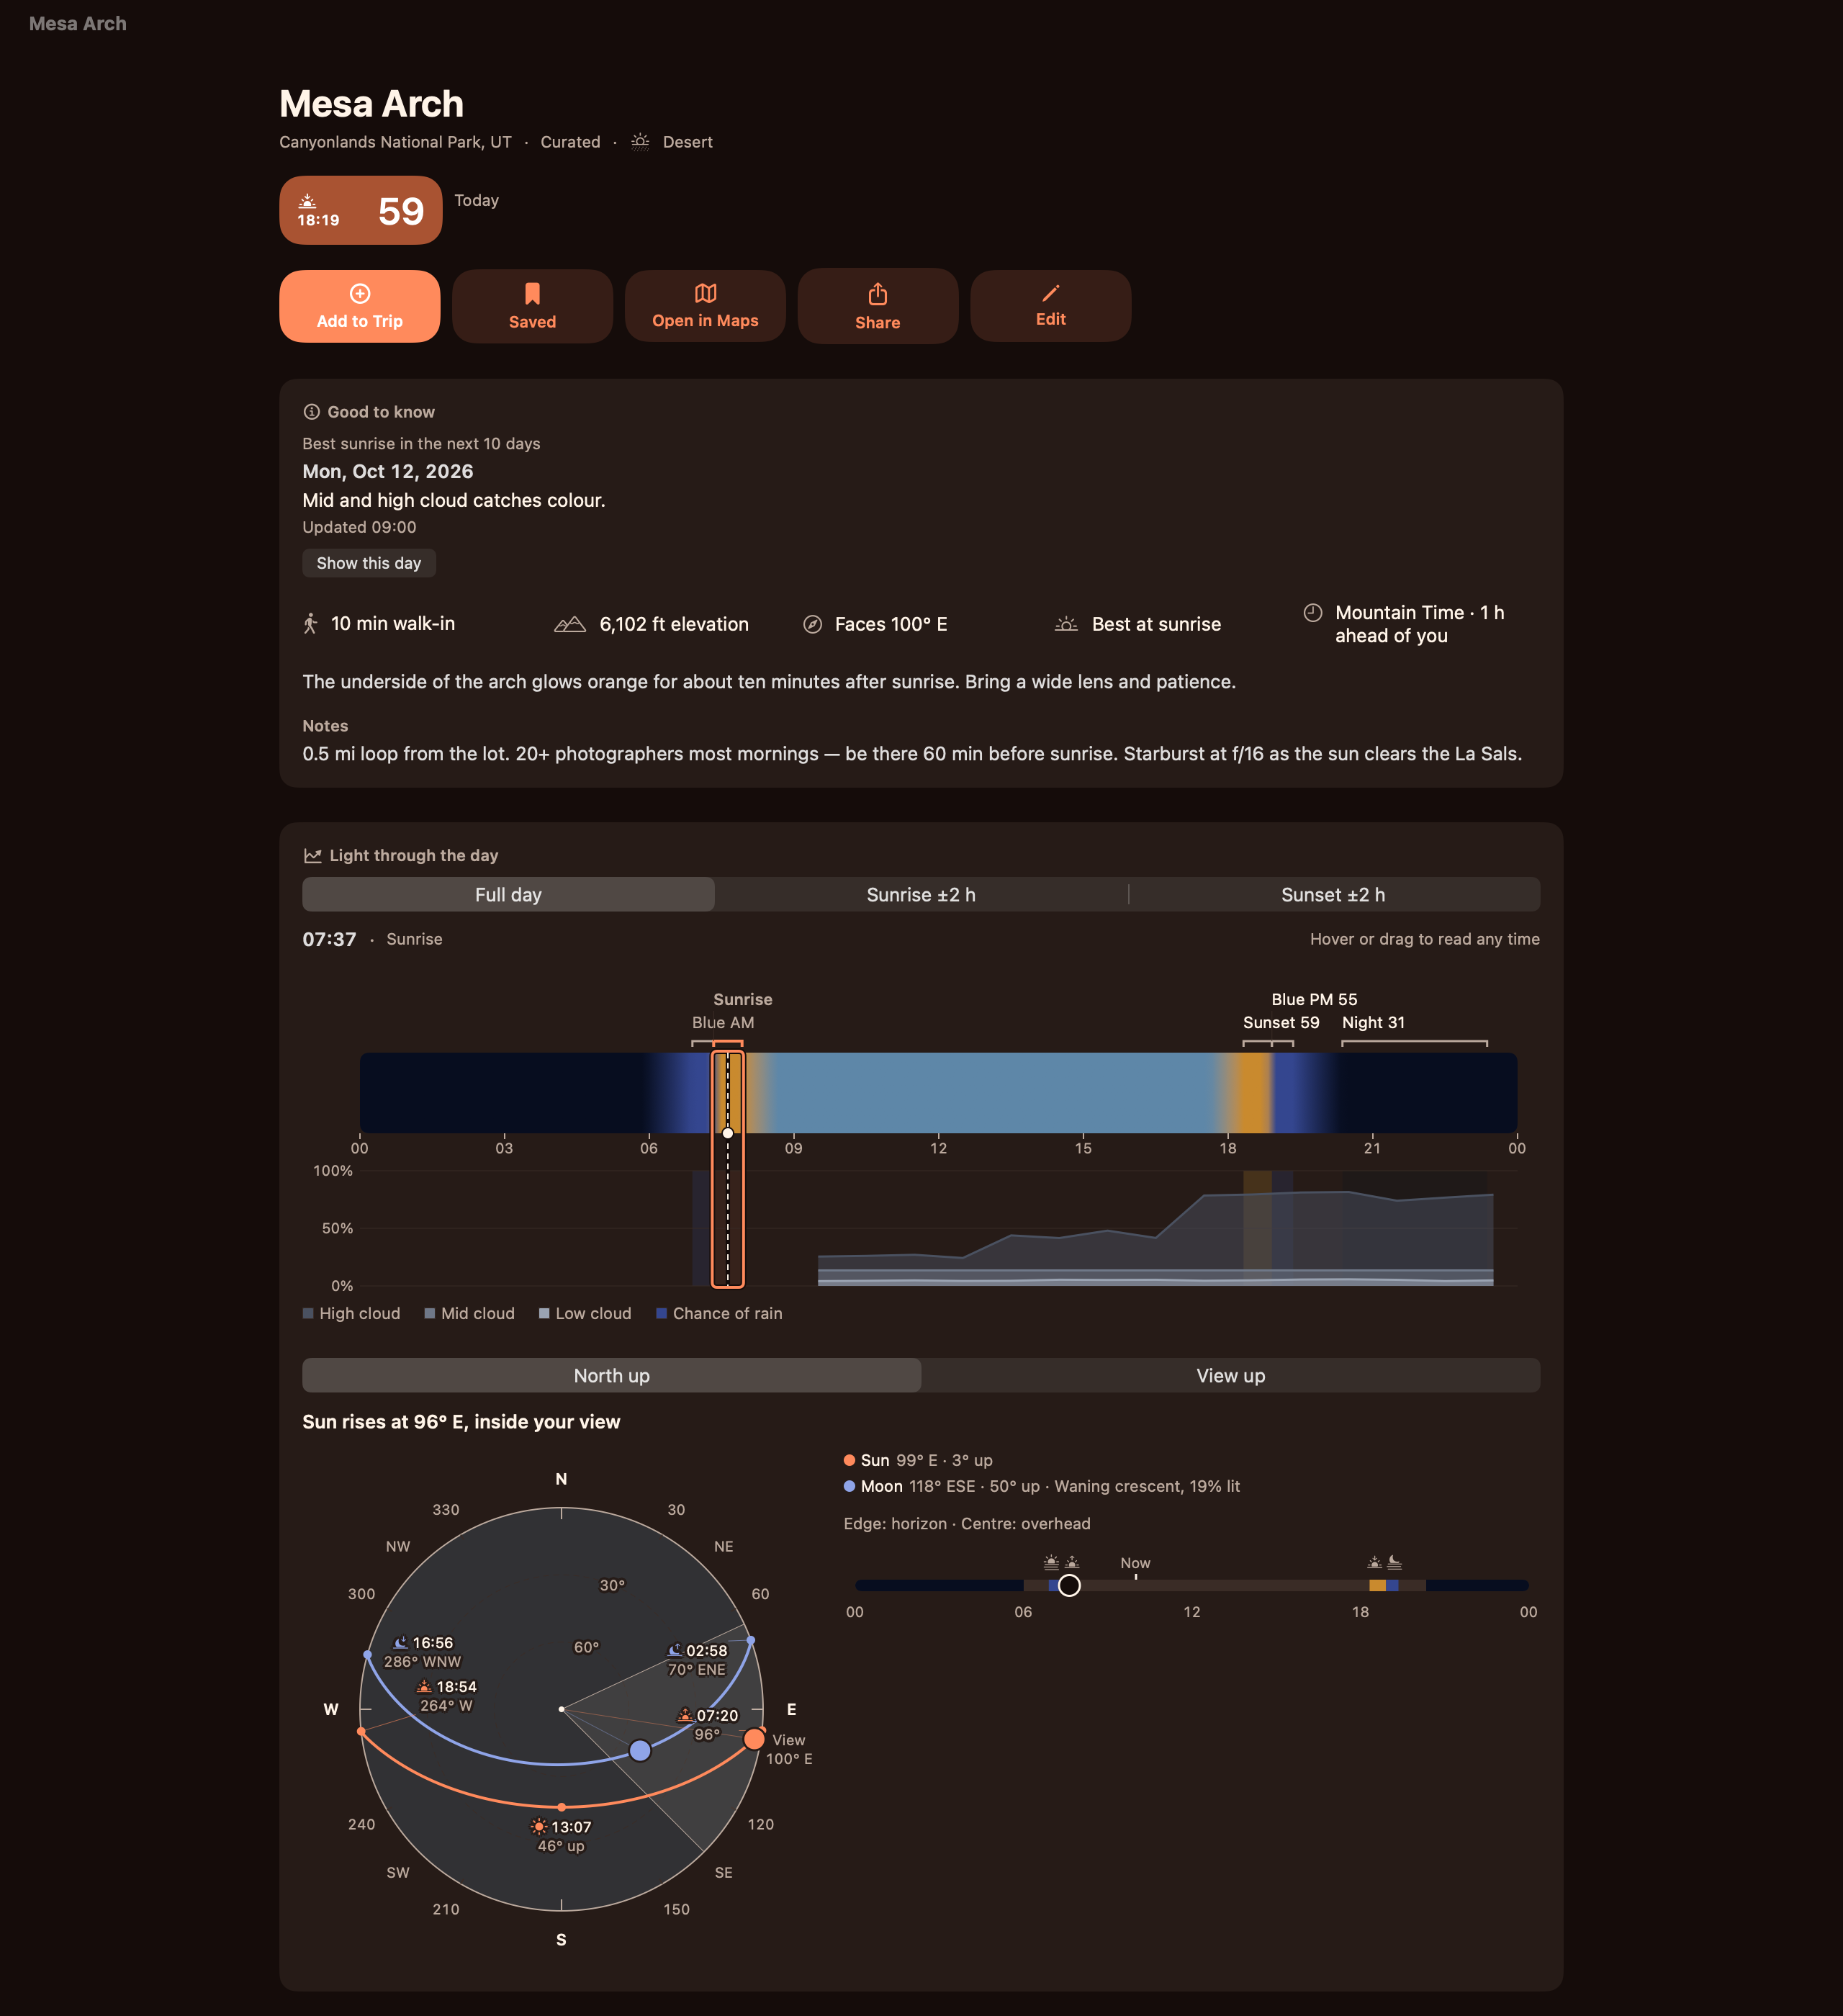 Mesa Arch
Mesa Arch
Canyonlands National Park, UT · Curated · Desert
18:19 59 Today
Add to Trip
Saved
Open in Maps
Share
Edit
Good to know
Best sunrise in the next 10 days
Mon, Oct 12, 2026
Mid and high cloud catches colour.
Updated 09:00
Show this day
10 min walk-in
6,102 ft elevation
Faces 100° E
Best at sunrise
Mountain Time · 1 h
ahead of you
The underside of the arch glows orange for about ten minutes after sunrise. Bring a wide lens and patience.
Notes
0.5 mi loop from the lot. 20+ photographers most mornings — be there 60 min before sunrise. Starburst at f/16 as the sun clears the La Sals.
Light through the day
Full day
Sunrise ±2 h
Sunset ±2 h
07:37 · Sunrise
Hover or drag to read any time
Sunrise
Blue PM 55
Blue AM
Sunset 59
Night 31
00 03 06 09 12 15 18 21 00
100%
50%
0%
High cloud
Mid cloud
Low cloud
Chance of rain
North up
View up
Sun rises at 96° E, inside your view
Sun 99° E · 3° up
Moon 118° ESE · 50° up · Waning crescent, 19% lit
Edge: horizon · Centre: overhead
Now
00 06 12 18 00
N
330
30
NW
NE
300
60
30°
60°
16:56
286° WNW
02:58
70° ENE
18:54
264° W
W
E
07:20
96°
View
100° E
13:07
46° up
240
120
SW
SE
210
150
S